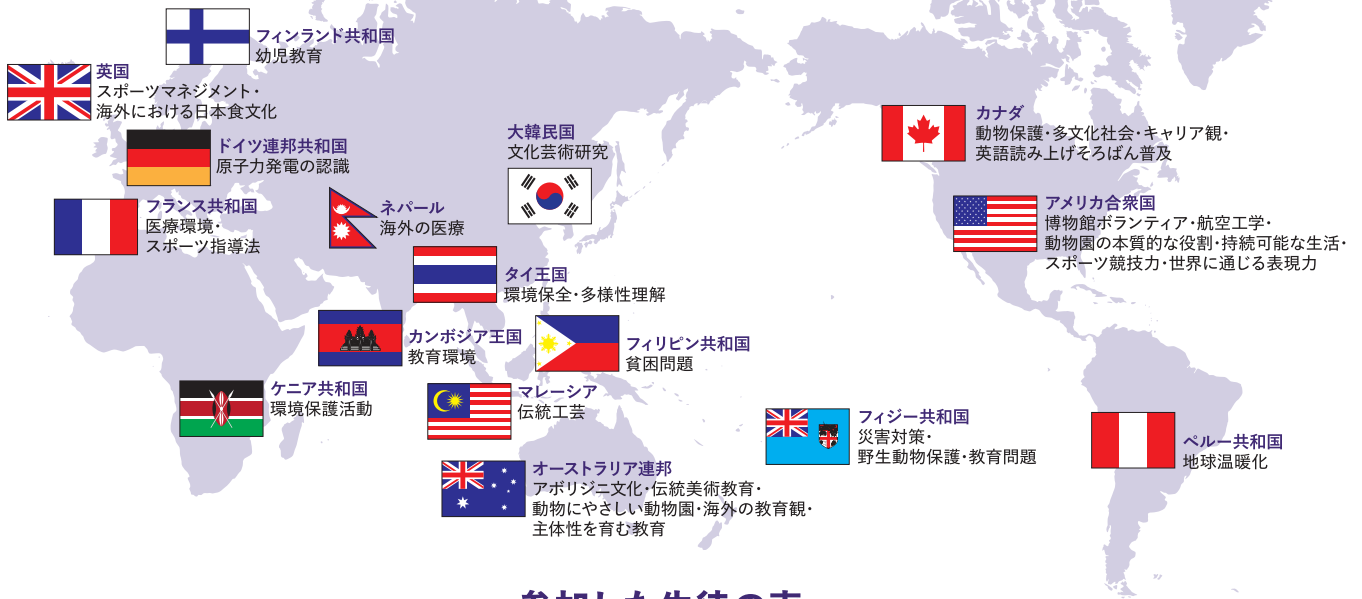 フィンランド共和国
幼児教育
英国
スポーツマネジメント・
海外における日本食文化
ドイツ連邦共和国
原子力発電の認識
フランス共和国
医療環境・
スポーツ指導法
大韓民国
文化芸術研究
ネパール
海外の医療
タイ王国
環境保全・多様性理解
カンボジア王国
教育環境
フィリピン共和国
貧困問題
ケニア共和国
環境保護活動
マレーシア
伝統工芸
オーストラリア連邦
アボリジニ文化・伝統美術教育・
動物にやさしい動物園・海外の教育観・
主体性を育む教育
カナダ
動物保護・多文化社会・キャリア観・
英語読み上げそろばん普及
アメリカ合衆国
博物館ボランティア・航空工学・
動物園の本質的な役割・持続可能な生活・
スポーツ競技力・世界に通じる表現力
フィジー共和国
災害対策・
野生動物保護・教育問題
ペルー共和国
地球温暖化
参加した生徒の声